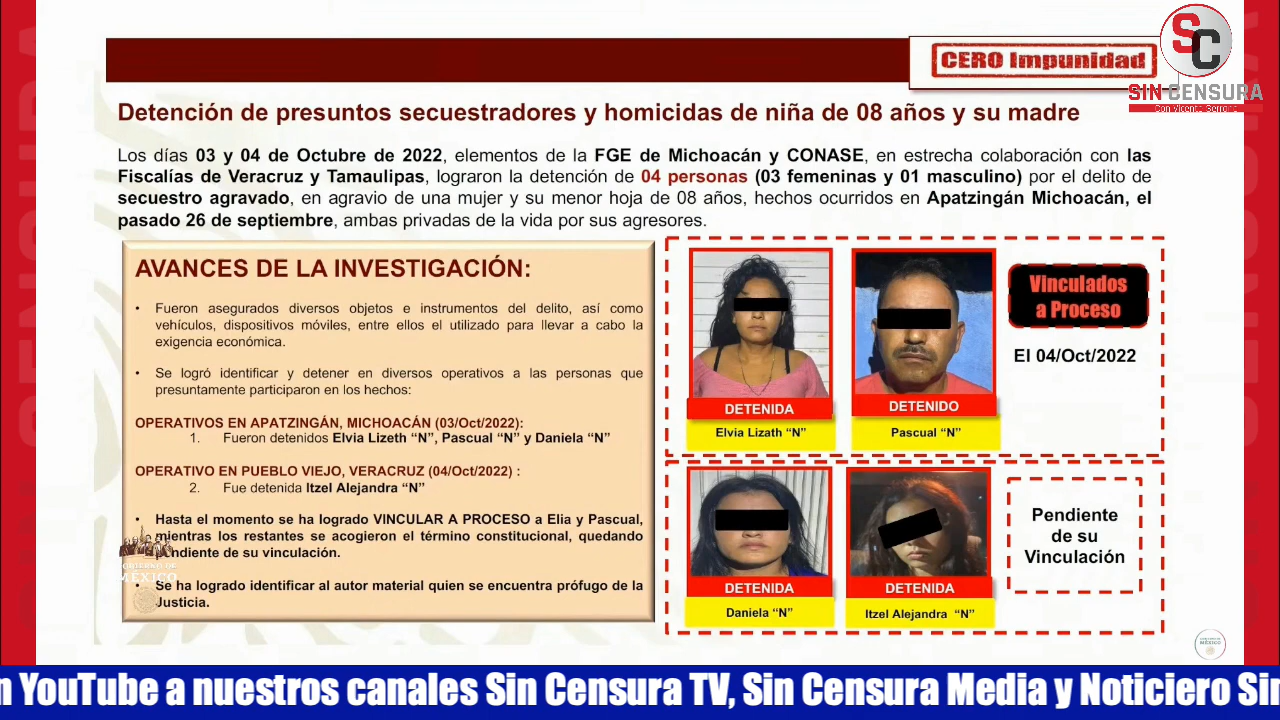 CERO Impunidad
SC
SIN CENSURA
Con Vicente Serrano
Detención de presuntos secuestradores y homicidas de niña de 08 años y su madre
Los días 03 y 04 de Octubre de 2022, elementos de la FGE de Michoacán y CONASE, en estrecha colaboración con las
Fiscalías de Veracruz y Tamaulipas, lograron la detención de 04 personas (03 femeninas y 01 masculino) por el delito de
secuestro agravado, en agravio de una mujer y su menor hoja de 08 años, hechos ocurridos en Apatzingán Michoacán, el
pasado 26 de septiembre, ambas privadas de la vida por sus agresores.
AVANCES DE LA INVESTIGACIÓN:
• Fueron asegurados diversos objetos e instrumentos del delito, así como
vehículos, dispositivos móviles, entre ellos el utilizado para llevar a cabo la
exigencia económica.
• Se logró identificar y detener en diversos operativos a las personas que
presuntamente participaron en los hechos:
OPERATIVOS EN APATZINGÁN, MICHOACÁN (03/Oct/2022):
1. Fueron detenidos Elvia Lizeth “N”, Pascual “N” y Daniela “N”
OPERATIVO EN PUEBLO VIEJO, VERACRUZ (04/Oct/2022) :
2. Fue detenida Itzel Alejandra “N”
• Hasta el momento se ha logrado VINCULAR A PROCESO a Elia y Pascual,
mientras los restantes se acogieron el término constitucional, quedando
pendiente de su vinculación.
• Se ha logrado identificar al autor material quien se encuentra prófugo de la
Justicia.
GOBIERNO DE
MÉXICO
DETENIDA
Elvia Lizath “N”
DETENIDO
Pascual “N”
Vinculados
a Proceso
El 04/Oct/2022
DETENIDA
Daniela “N”
DETENIDA
Itzel Alejandra “N”
Pendiente
de su
Vinculación
MÉXICO
n YouTube a nuestros canales Sin Censura TV, Sin Censura Media y Noticiero Sin